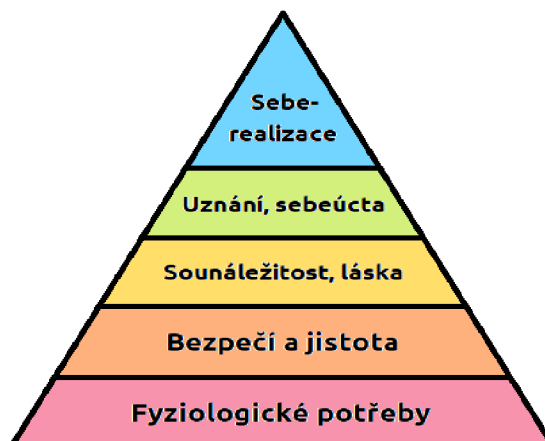 Sebe-
realizace
Uznání, sebeúcta
Sounáležitost, láska
Bezpečí a jistota
Fyziologické potřeby